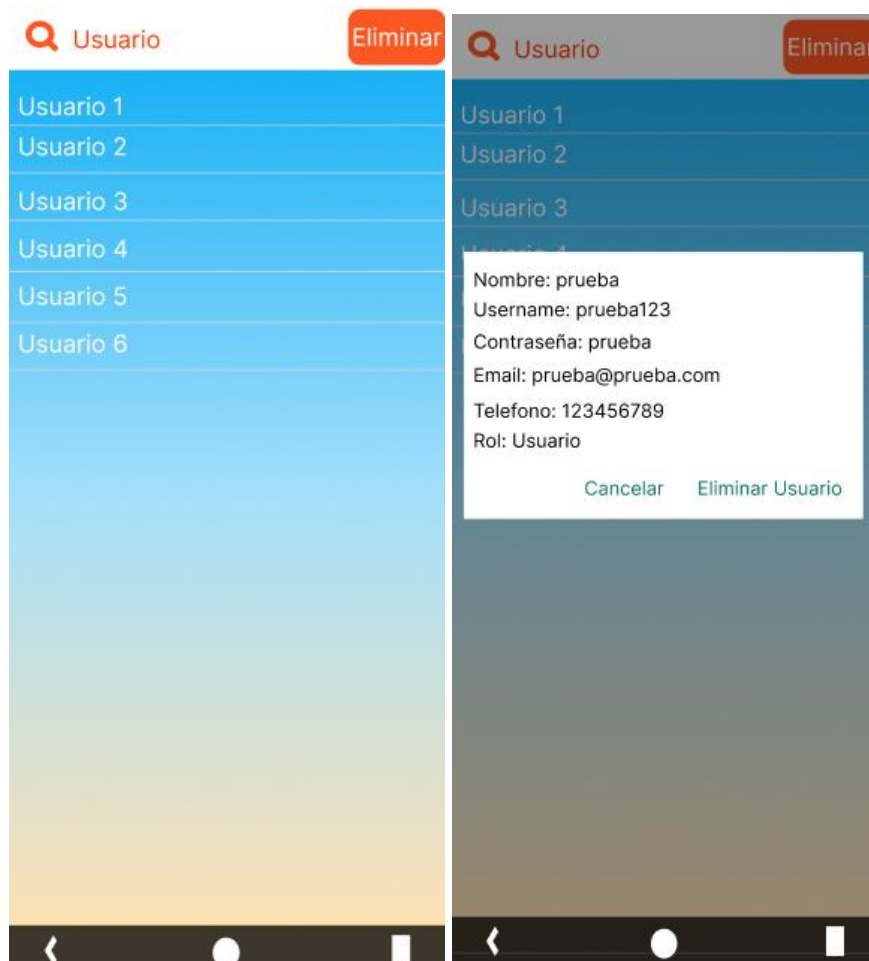 Usuario Eliminar
Usuario 1
Usuario 2
Usuario 3
Usuario 4
Usuario 5
Usuario 6
Usuario Eliminar
Usuario 1
Usuario 2
Usuario 3
Usuario 4
Nombre: prueba
Username: prueba123
Contraseña: prueba
Email: prueba@prueba.com
Telefono: 123456789
Rol: Usuario
Cancelar Eliminar Usuario